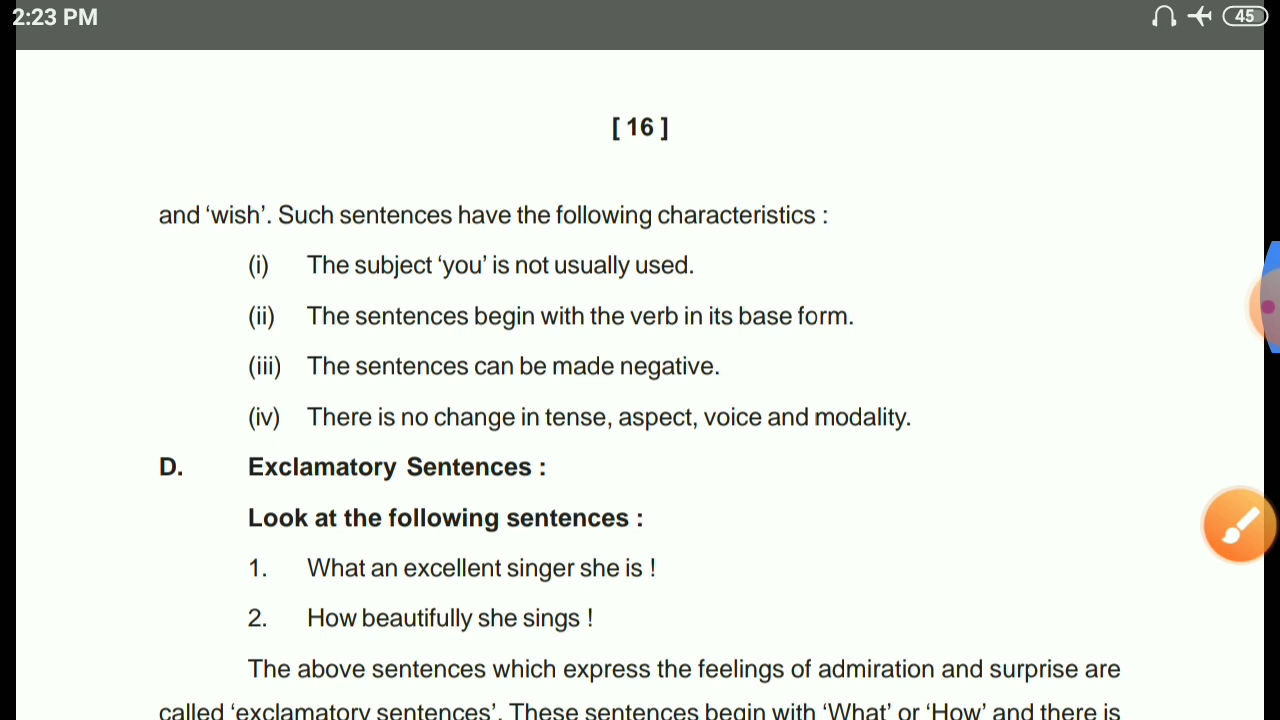 2:23 PM
45
[ 16 ]
and ‘wish’. Such sentences have the following characteristics :
(i) The subject ‘you’ is not usually used.
(ii) The sentences begin with the verb in its base form.
(iii) The sentences can be made negative.
(iv) There is no change in tense, aspect, voice and modality.
D. Exclamatory Sentences :
Look at the following sentences :
1. What an excellent singer she is !
2. How beautifully she sings !
The above sentences which express the feelings of admiration and surprise are
called ‘exclamatory sentences’. These sentences begin with ‘What’ or ‘How’ and there is